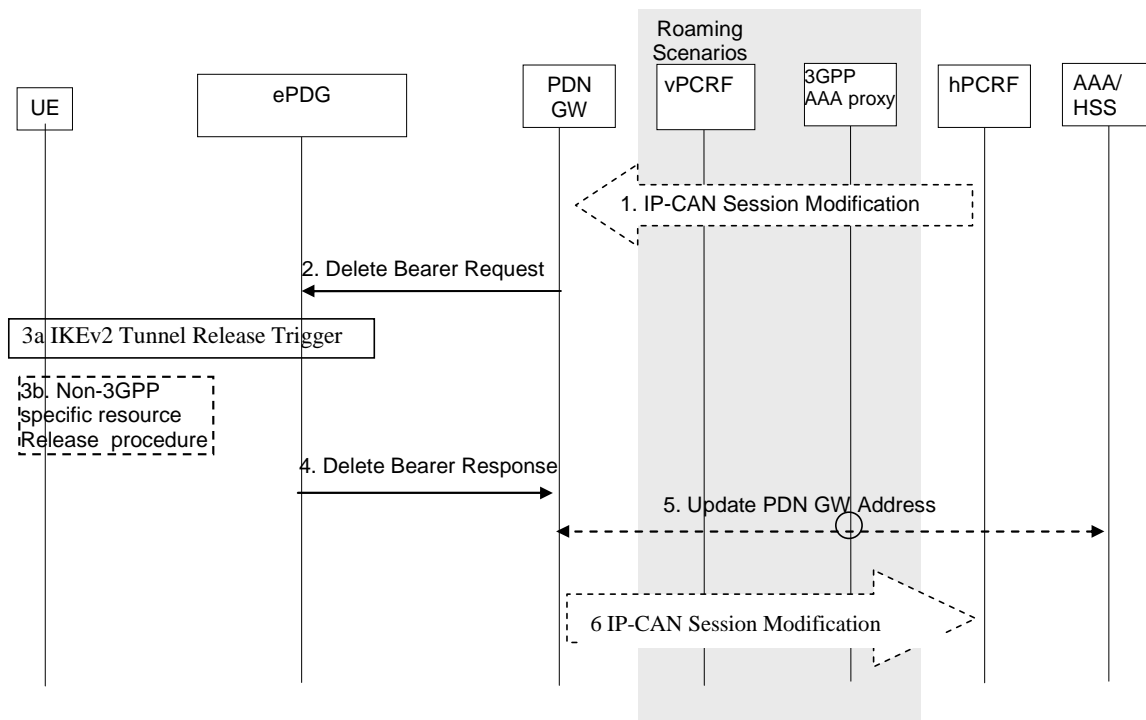 Roaming
Scenarios
UE
ePDG
PDN
GW
vPCRF
3GPP
AAA proxy
hPCRF
AAA/
HSS
1. IP-CAN Session Modification
2. Delete Bearer Request
3a IKEv2 Tunnel Release Trigger
3b. Non-3GPP
specific resource
Release procedure
4. Delete Bearer Response
5. Update PDN GW Address
6 IP-CAN Session Modification